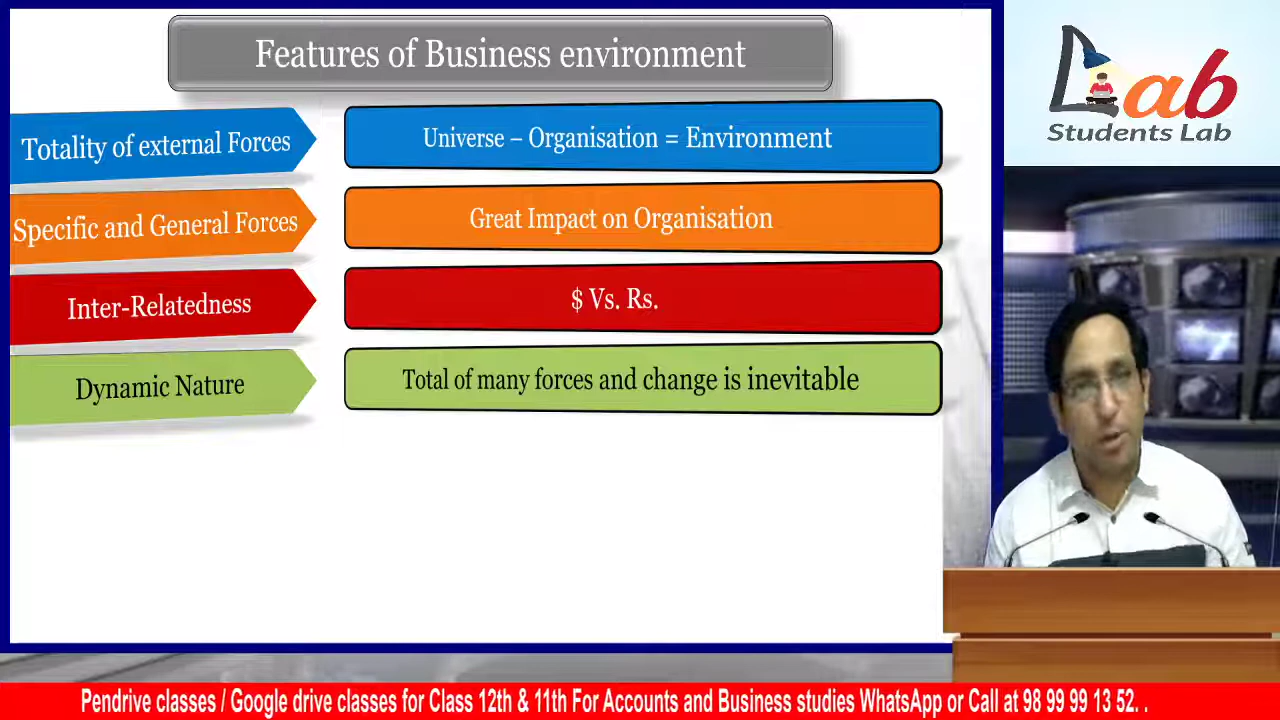 Features of Business environment
Totality of external Forces
Universe – Organisation = Environment
Specific and General Forces
Great Impact on Organisation
Inter-Relatedness
$ Vs. Rs.
Dynamic Nature
Total of many forces and change is inevitable
Lab
Students Lab
Pendrive classes / Google drive classes for Class 12th & 11th For Accounts and Business studies WhatsApp or Call at 98 99 99 13 52. .